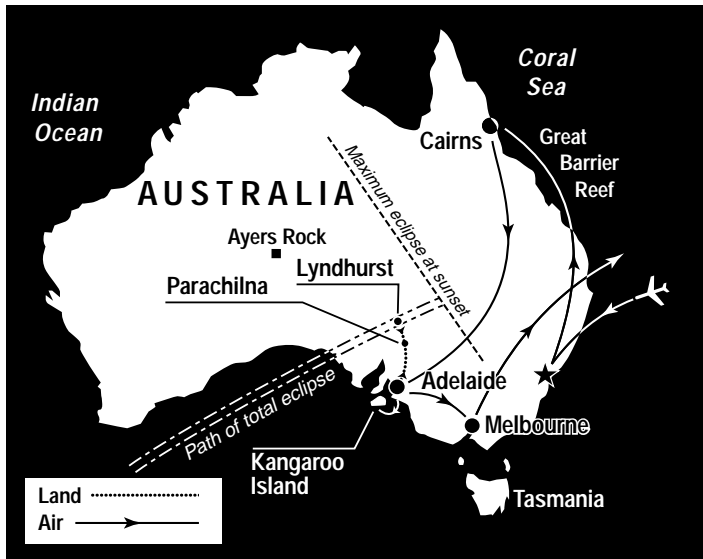 Coral
Sea
Indian
Ocean
Cairns
Great
Barrier
Reef
Maximum eclipse at sunset
AUSTRALIA
Ayers Rock
Lyndhurst
Parachilna
Adelaide
Path of total eclipse
Melbourne
Kangaroo
Island
Tasmania
Land
Air